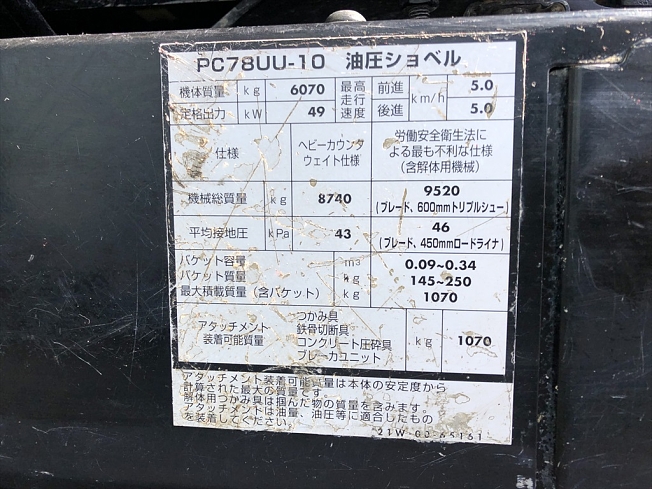 PC78UU-10 油圧ショベル
機体質量 kg 6070 最高走行速度 前進 km/h 5.0
定格出力 kW 49 後進 5.0
仕様 ヘビーカウンタウェイト仕様 労働安全衛生法による最も不利な仕様(含解体用機械)
機械総質量 kg 8740 9520
(ブレード、600mmトリプルシュー)
平均接地圧 kPa 43 46
(ブレード、450mmロードライナ)
バケット容量 m3 0.09~0.34
バケット質量 kg 145~250
最大積載質量(含バケット) kg 1070
アタッチメント装着可能質量 つかみ具 鉄骨切断具 コンクリート圧砕具 ブレーカユニット kg 1070
アタッチメント装着可能質量は本体の安定度から
計算された最大の質量です。
解体用つかみ具は掴んだ物の質量を含みます。
アタッチメントは油量、油圧等に適合したもの
を装着してください。
21W-00-65161